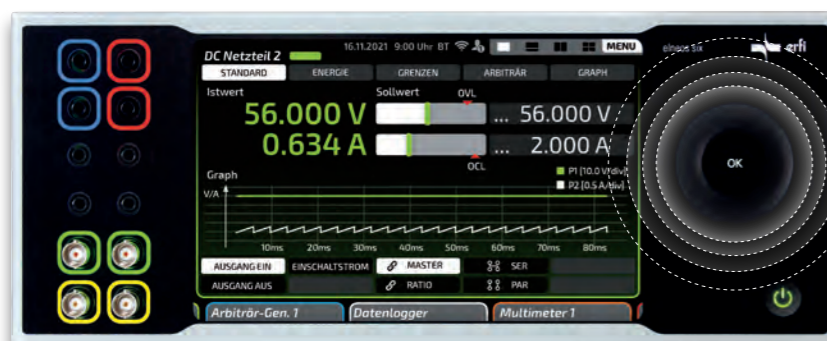 DC Netzteil 2 16.11.2021 9:00 Uhr BT MENU elneos six erfi
STANDARD ENERGIE GRENZEN ARBITRÄR GRAPH
Istwert Sollwert OVL
56.000 V ... 56.000 V
0.634 A ... 2.000 A
OCL
OK
Graph P1 [10.0 V/div]
V/A P2 [0.5 A/div]
10ms 20ms 30ms 40ms 50ms 60ms 70ms 80ms
AUSGANG EIN EINSCHALTSTROM MASTER SER
AUSGANG AUS RATIO PAR
Arbiträr-Gen. 1 Datenlogger Multimeter 1